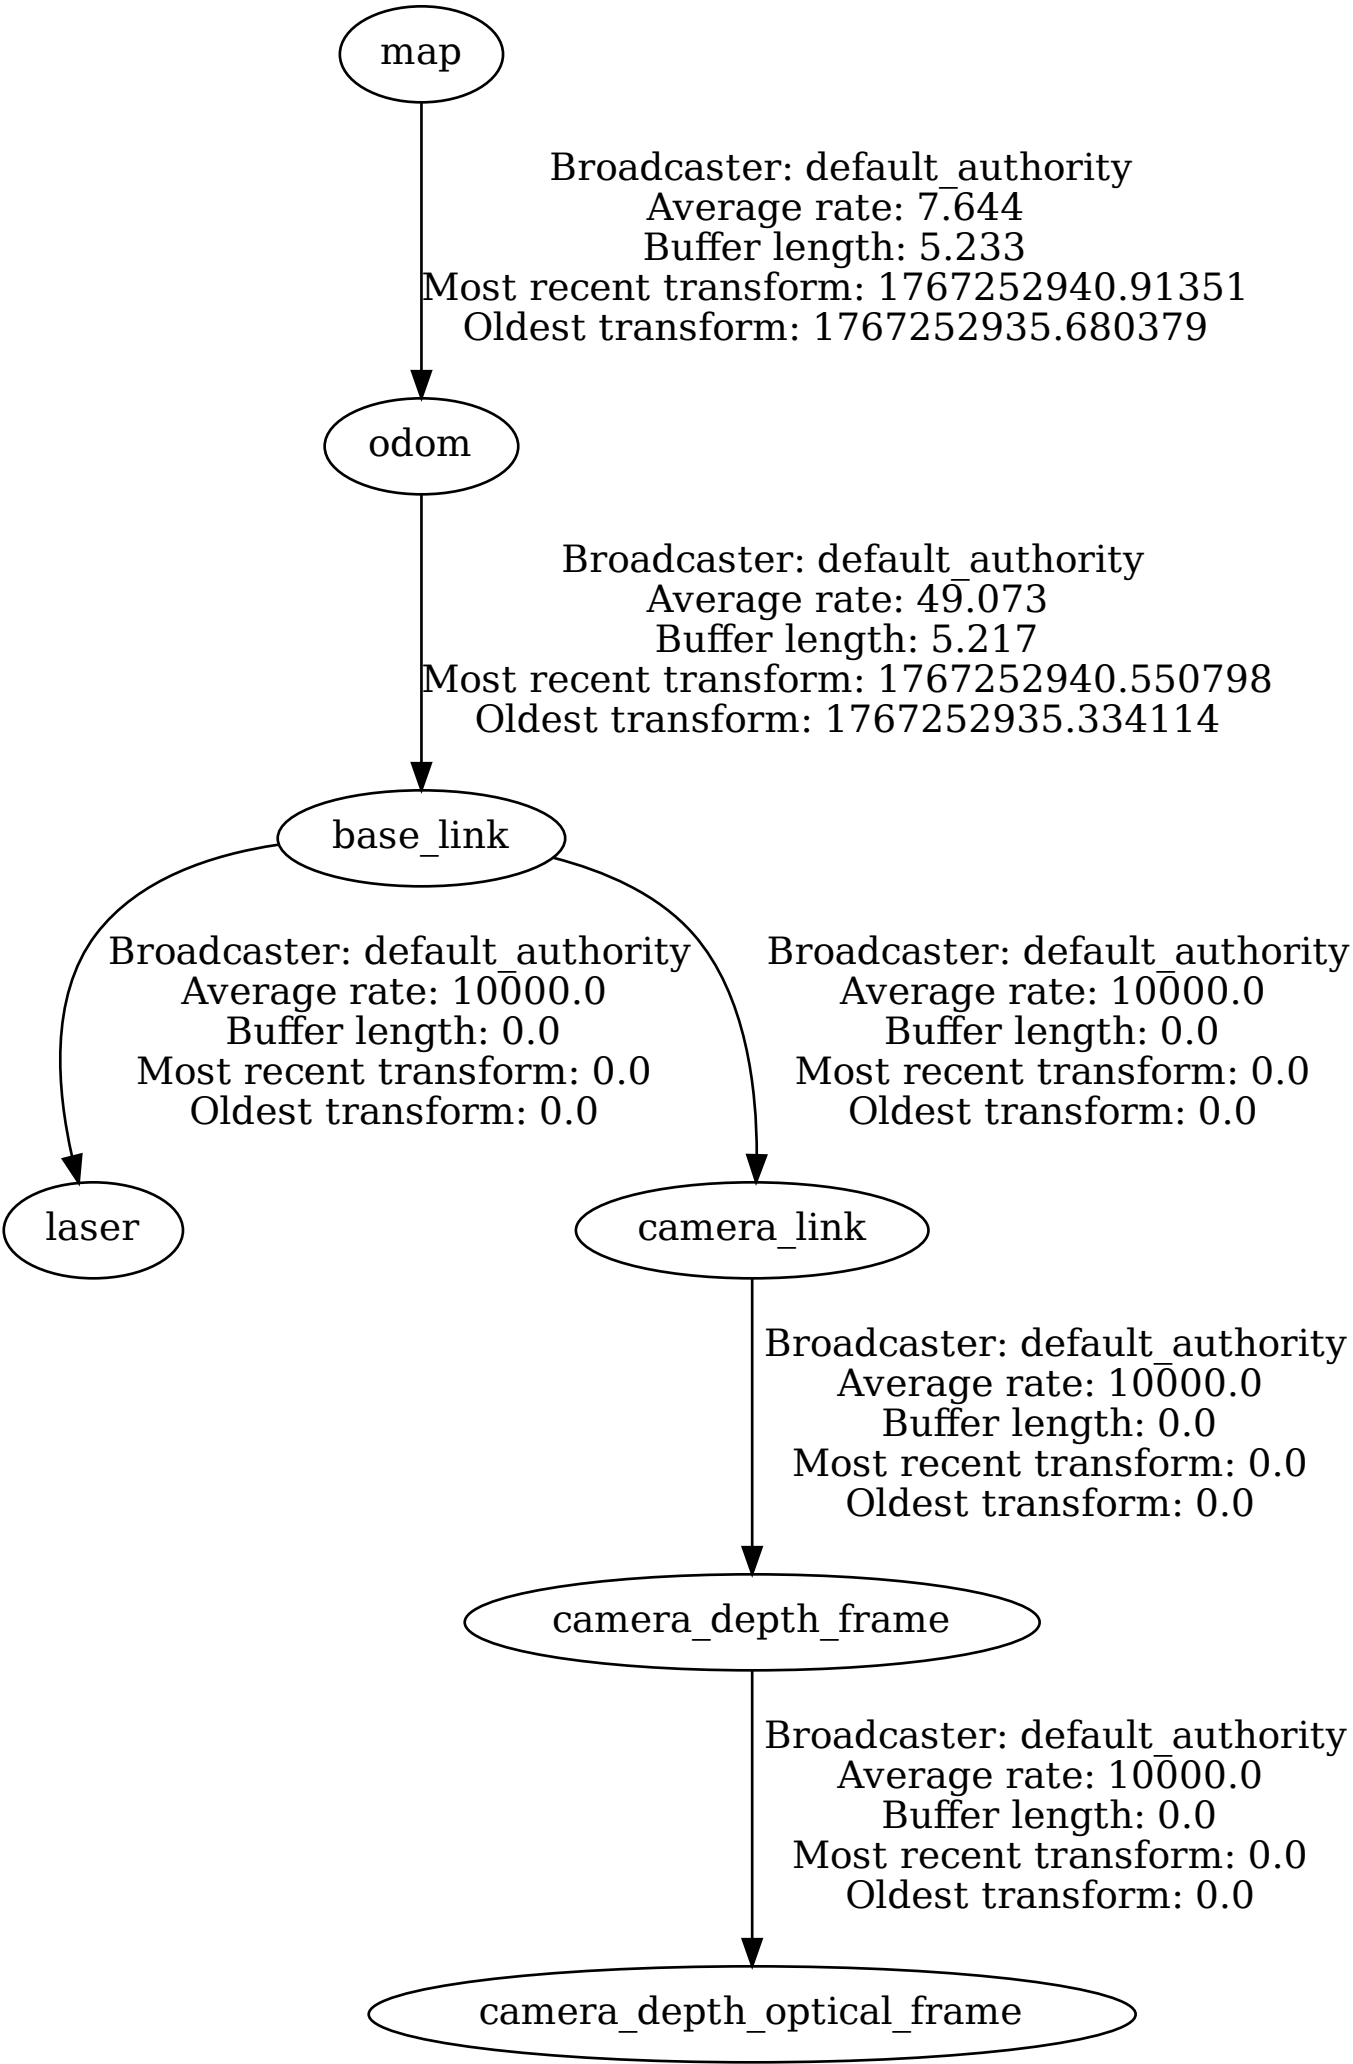 map
Broadcaster: default_authority
Average rate: 7.644
Buffer length: 5.233
Most recent transform: 1767252940.91351
Oldest transform: 1767252935.680379
odom
Broadcaster: default_authority
Average rate: 49.073
Buffer length: 5.217
Most recent transform: 1767252940.550798
Oldest transform: 1767252935.334114
base_link
Broadcaster: default_authority
Average rate: 10000.0
Buffer length: 0.0
Most recent transform: 0.0
Oldest transform: 0.0
Broadcaster: default_authority
Average rate: 10000.0
Buffer length: 0.0
Most recent transform: 0.0
Oldest transform: 0.0
laser
camera_link
Broadcaster: default_authority
Average rate: 10000.0
Buffer length: 0.0
Most recent transform: 0.0
Oldest transform: 0.0
camera_depth_frame
Broadcaster: default_authority
Average rate: 10000.0
Buffer length: 0.0
Most recent transform: 0.0
Oldest transform: 0.0
camera_depth_optical_frame